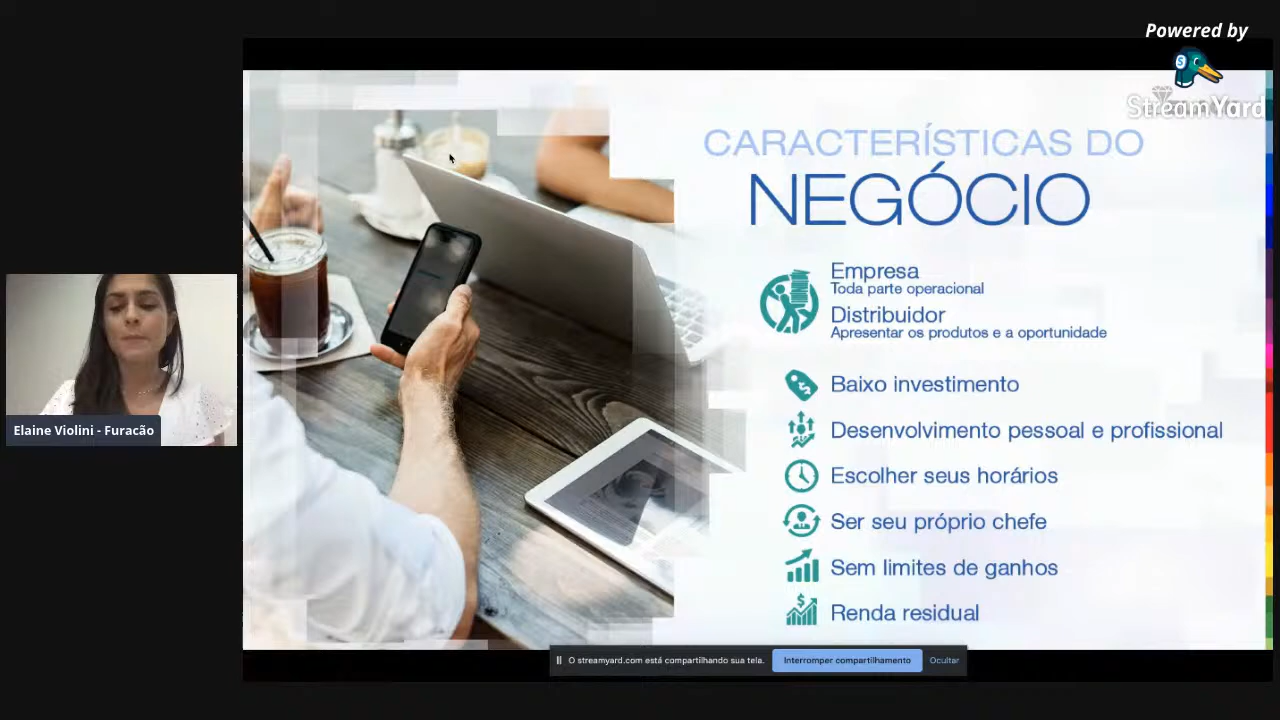 Powered by
StreamYard
CARACTERÍSTICAS DO
NEGÓCIO
Empresa
Toda parte operacional
Distribuidor
Apresentar os produtos e a oportunidade
Baixo investimento
Desenvolvimento pessoal e profissional
Escolher seus horários
Ser seu próprio chefe
Sem limites de ganhos
Renda residual
Elaine Violini - Furacão
O streamyard.com está compartilhando sua tela.
Interromper compartilhamento
Ocultar